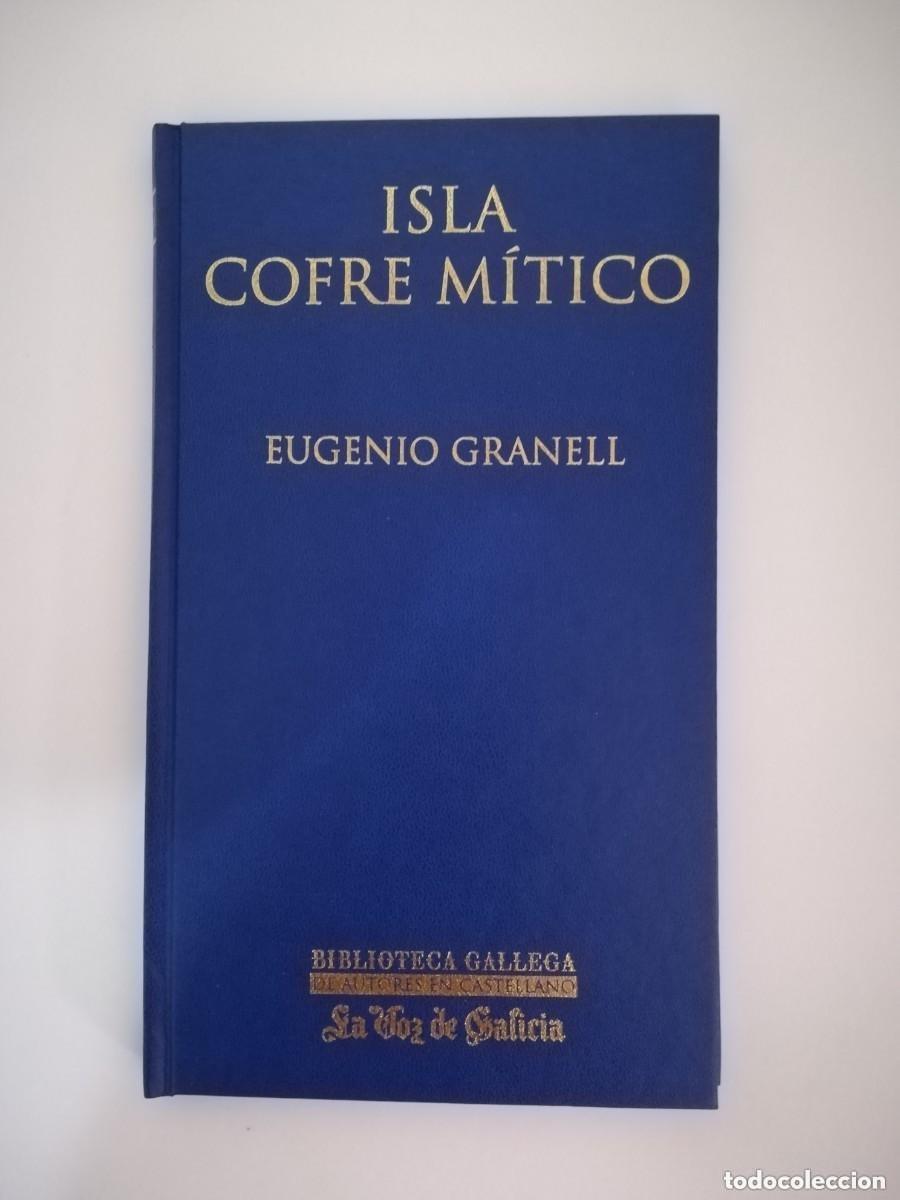 ISLA
COFRE MÍTICO
EUGENIO GRANELL
BIBLIOTECA GALLEGA
DE AUTORES EN CASTELLANO
La Voz de Galicia
todocoleccion